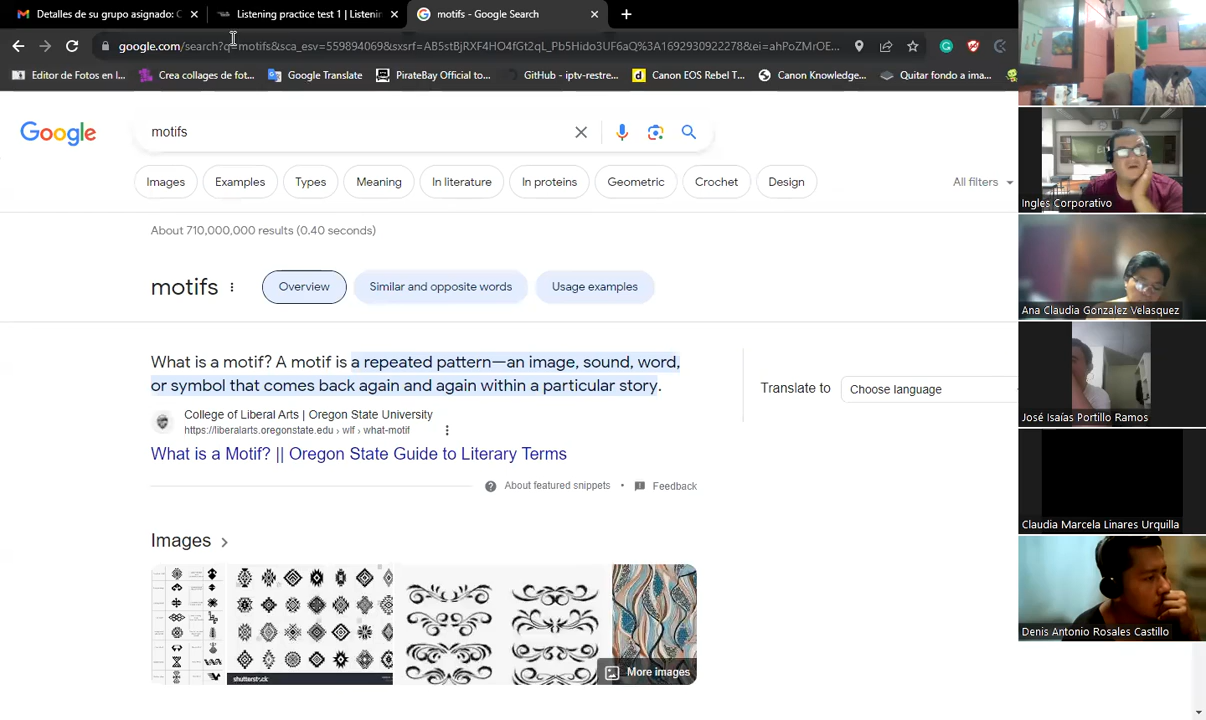 Detalles de su grupo asignado: C
Listening practice test 1 | Listenin
motifs - Google Search
google.com/search?q=motifs&sca_esv=559894069&sxsrf=AB5stBjRXF4HO4fGt2qL_Pb5Hido3UF6aQ%3A1692930922278&ei=ahPoZMrOE...
Editor de Fotos en l...
Crea collages de fot...
Google Translate
PirateBay Official to...
GitHub - iptv-restre...
Canon EOS Rebel T...
Canon Knowledge...
Quitar fondo a ima...
Google
motifs
Images
Examples
Types
Meaning
In literature
In proteins
Geometric
Crochet
Design
All filters
About 710,000,000 results (0.40 seconds)
motifs
Overview
Similar and opposite words
Usage examples
What is a motif? A motif is a repeated pattern—an image, sound, word,
or symbol that comes back again and again within a particular story.
Translate to
Choose language
College of Liberal Arts | Oregon State University
https://liberalarts.oregonstate.edu › wlf › what-motif
What is a Motif? || Oregon State Guide to Literary Terms
About featured snippets
•
Feedback
Images
shutterstock
More images
Ingles Corporativo
Ana Claudia Gonzalez Velasquez
José Isaías Portillo Ramos
Claudia Marcela Linares Urquilla
Denis Antonio Rosales Castillo